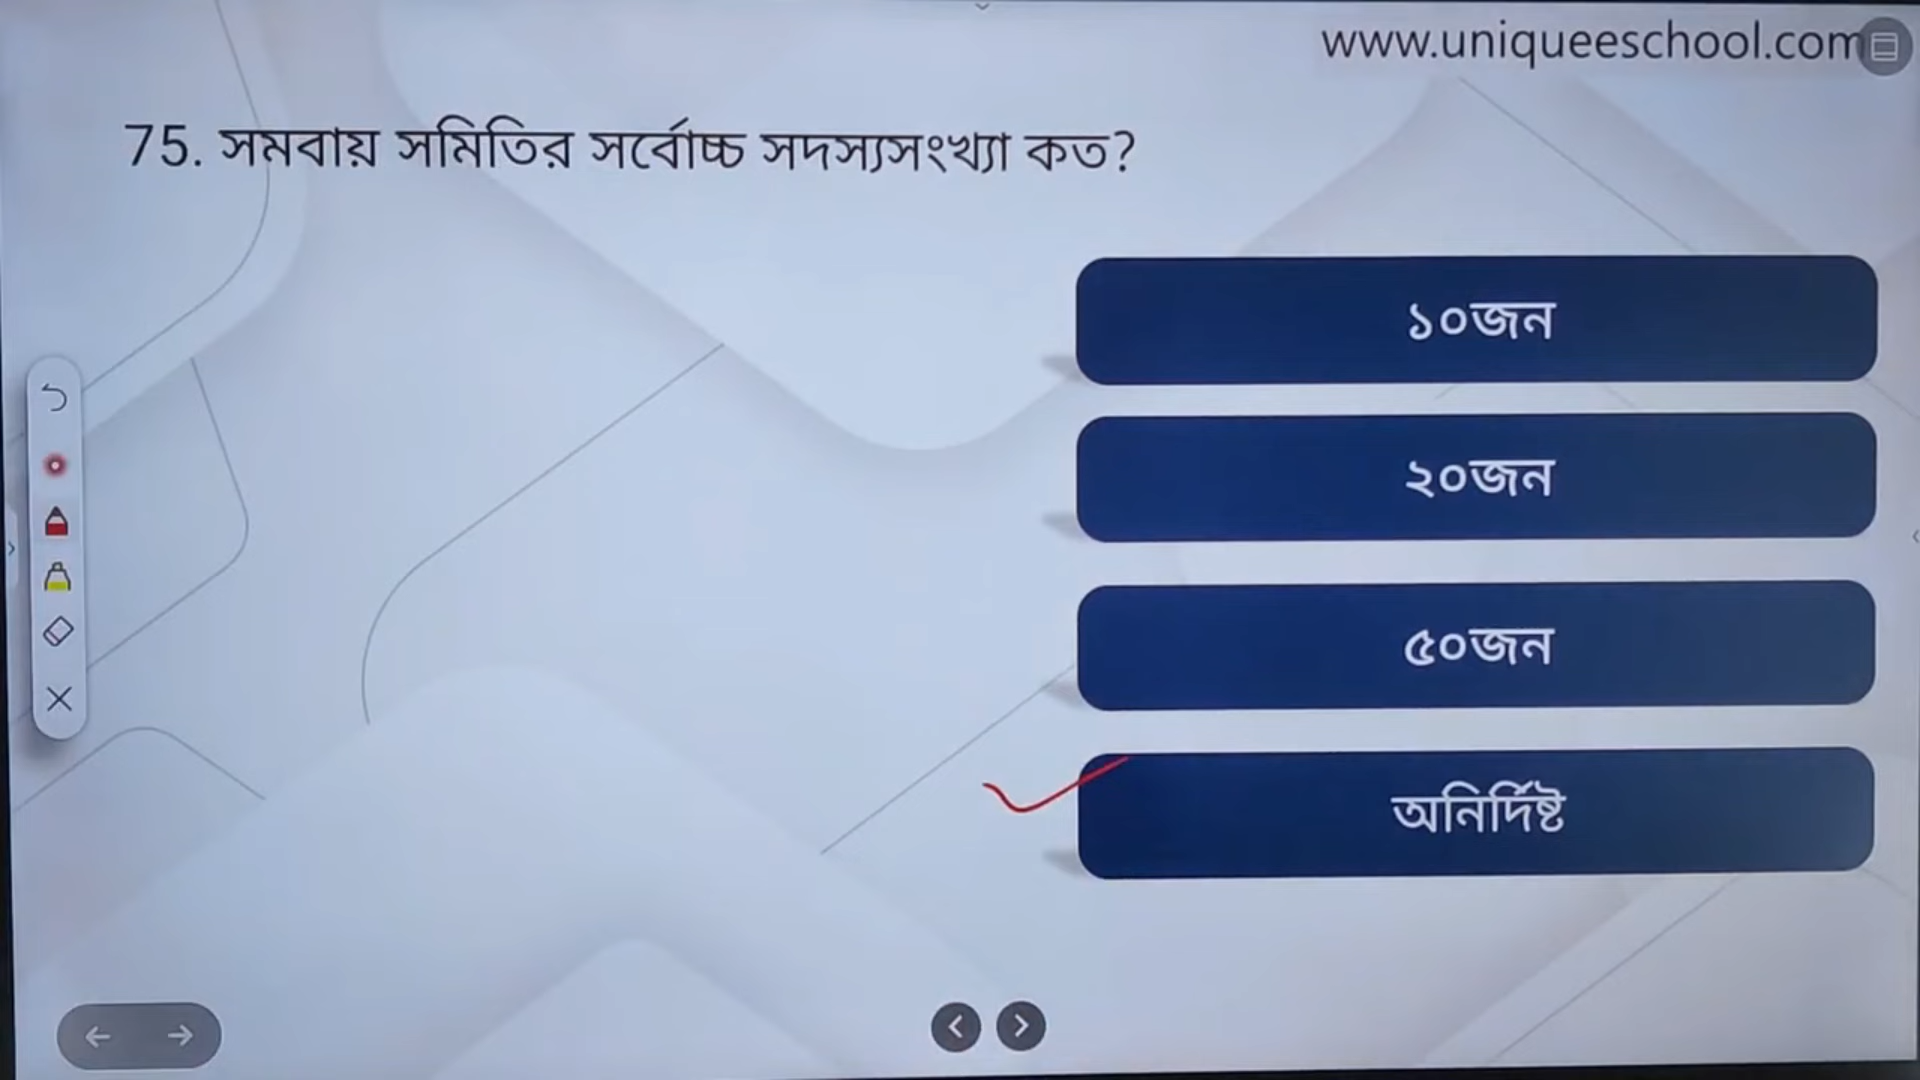 www.uniqueeschool.com
75. সমবায় সমিতির সর্বোচ্চ সদস্যসংখ্যা কত?
১০জন
২০জন
৫০জন
অনির্দিষ্ট